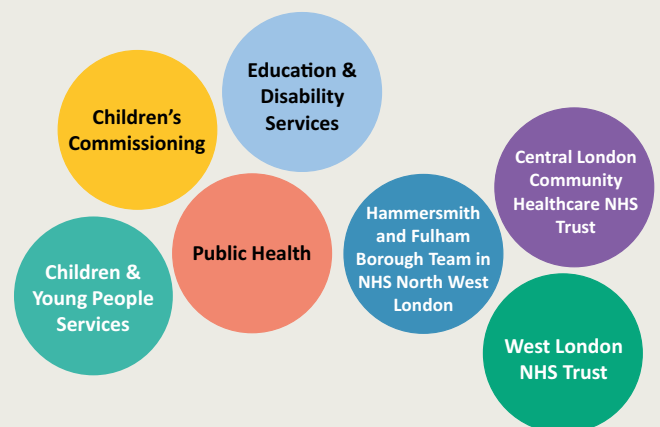 Education &
Disability
Services
Children’s
Commissioning
Central London
Community
Healthcare NHS
Trust
Hammersmith
and Fulham
Borough Team in
NHS North West
London
Public Health
Children &
Young People
Services
West London
NHS Trust